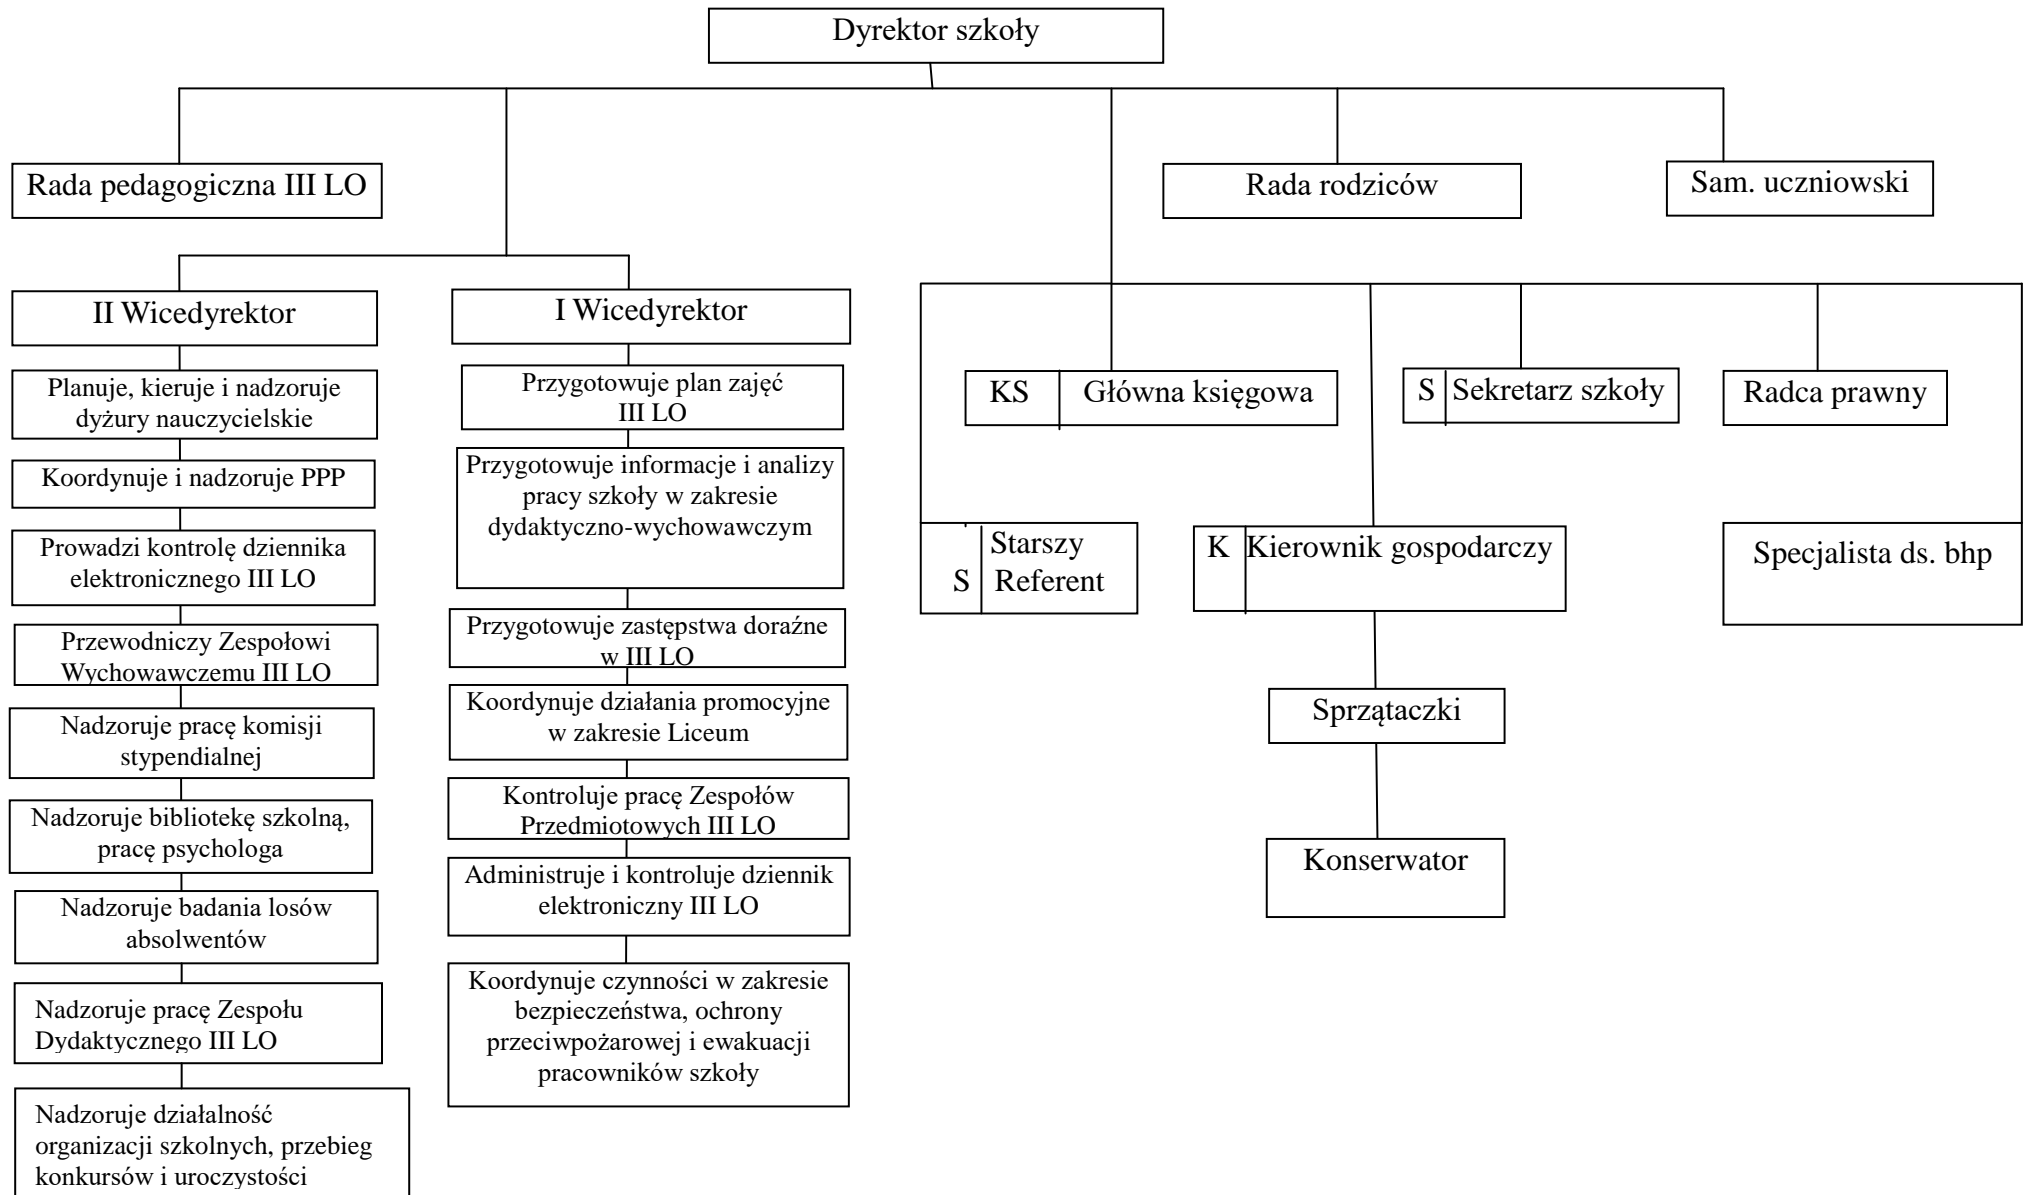 Dyrektor szkoły
Rada pedagogiczna III LO
Rada rodziców
Sam. uczniowski
II Wicedyrektor
Planuje, kieruje i nadzoruje
dyżury nauczycielskie
Koordynuje i nadzoruje PPP
Prowadzi kontrolę dziennika
elektronicznego III LO
Przewodniczy Zespołowi
Wychowawczemu III LO
Nadzoruje pracę komisji
stypendialnej
Nadzoruje bibliotekę szkolną,
pracę psychologa
Nadzoruje badania losów
absolwentów
Nadzoruje pracę Zespołu
Dydaktycznego III LO
Nadzoruje działalność
organizacji szkolnych, przebieg
konkursów i uroczystości
I Wicedyrektor
Przygotowuje plan zajęć
III LO
Przygotowuje informacje i analizy
pracy szkoły w zakresie
dydaktyczno-wychowawczym
Przygotowuje zastępstwa doraźne
w III LO
Koordynuje działania promocyjne
w zakresie Liceum
Kontroluje pracę Zespołów
Przedmiotowych III LO
Administruje i kontroluje dziennik
elektroniczny III LO
Koordynuje czynności w zakresie
bezpieczeństwa, ochrony
przeciwpożarowej i ewakuacji
pracowników szkoły
KS Główna księgowa
S Sekretarz szkoły
Radca prawny
Starszy
S Referent
K Kierownik gospodarczy
Specjalista ds. bhp
Sprzątaczki
Konserwator